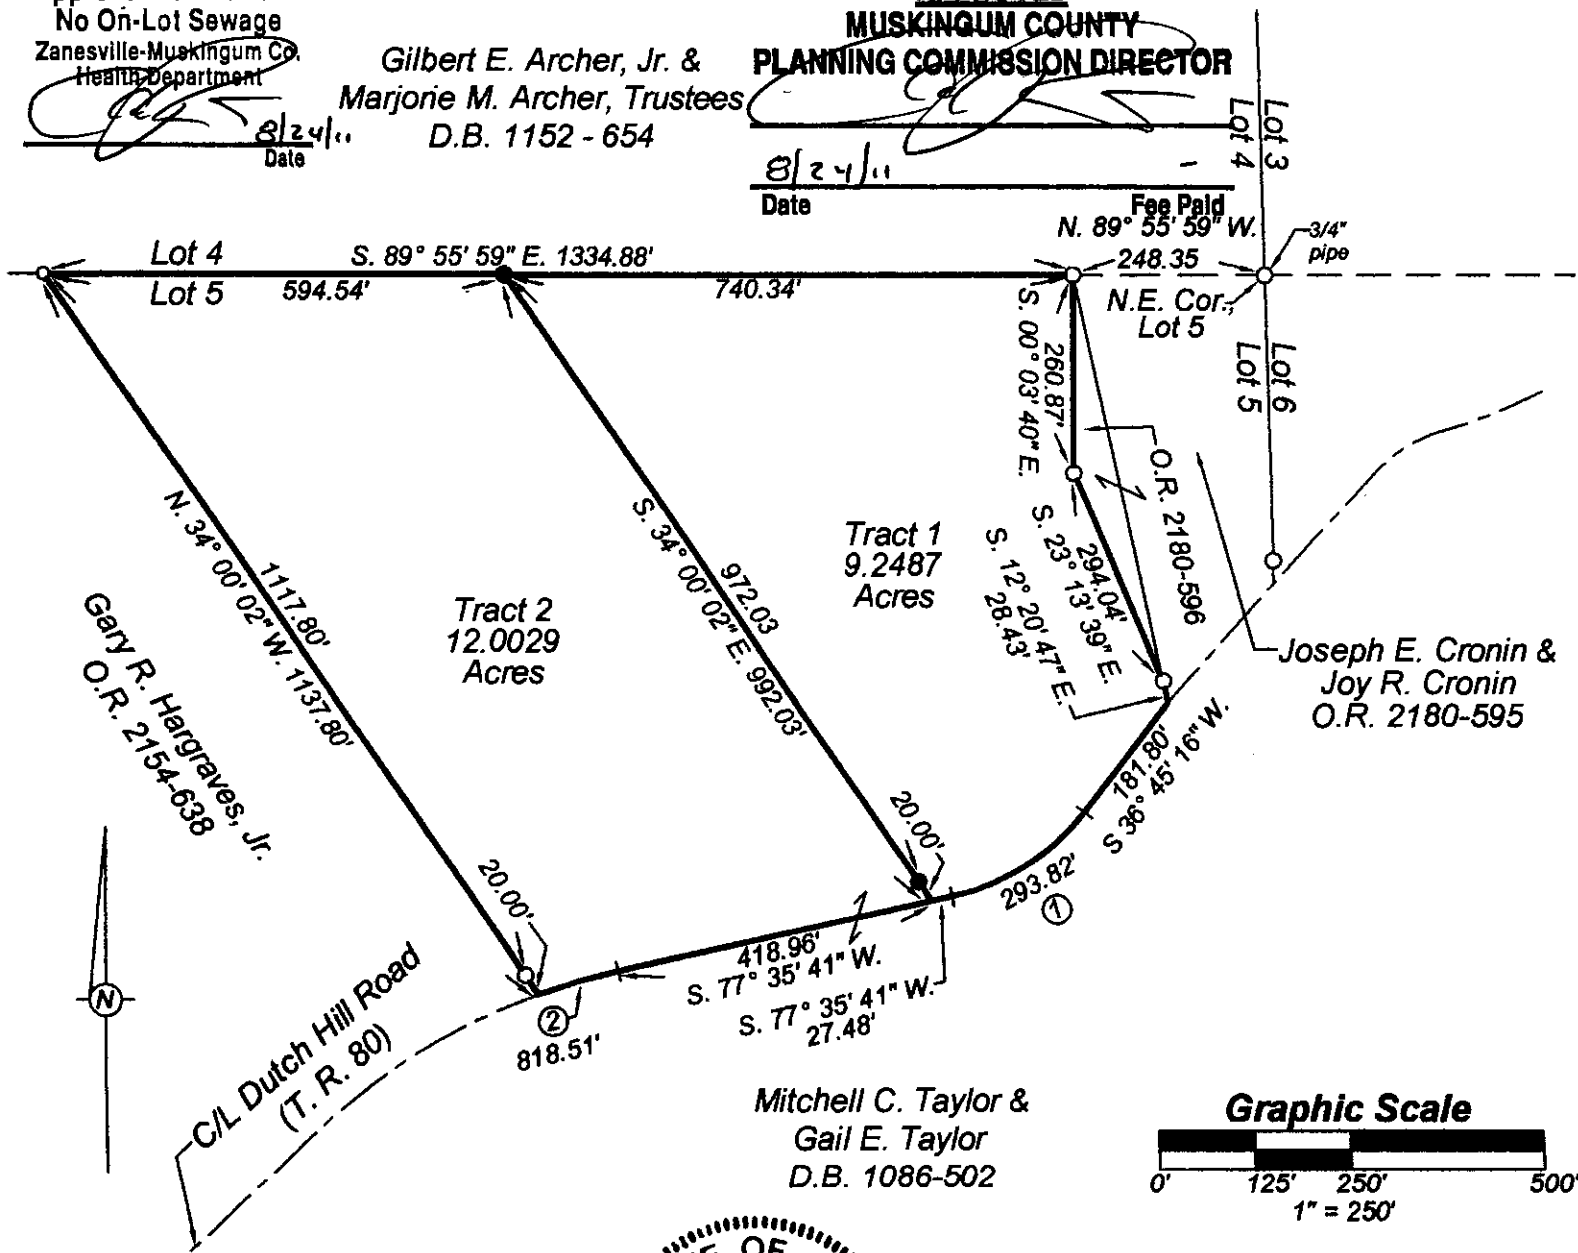 No On-Lot Sewage
Zanesville-Muskingum Co.
Health Department
8/24/11
Date
Gilbert E. Archer, Jr. &
Marjorie M. Archer, Trustees
D.B. 1152 - 654
MUSKINGUM COUNTY
PLANNING COMMISSION DIRECTOR
8/24/11 -
Date Fee Paid
Lot 3
Lot 4
N. 89° 55' 59" W.
248.35
3/4"
pipe
N.E. Cor.,
Lot 5
Lot 4
Lot 5
S. 89° 55' 59" E. 1334.88'
594.54'
740.34'
Lot 6
Lot 5
260.87'
S. 00° 03' 40" E.
O.R. 2180-596
294.04'
S. 23° 13' 39" E.
S. 12° 20' 47" E.
28.43'
Tract 1
9.2487
Acres
972.03
S. 34° 00' 02" E. 992.03'
Tract 2
12.0029
Acres
1117.80'
N. 34° 00' 02" W. 1137.80'
Gary R. Hargraves, Jr.
O.R. 2154-638
Joseph E. Cronin &
Joy R. Cronin
O.R. 2180-595
181.80'
S 36° 45' 16" W.
20.00'
293.82'
1
20.00'
418.96'
S. 77° 35' 41" W.
S. 77° 35' 41" W.
27.48'
2
818.51'
N
C/L Dutch Hill Road
(T. R. 80)
Mitchell C. Taylor &
Gail E. Taylor
D.B. 1086-502
Graphic Scale
0' 125' 250' 500'
1" = 250'
OF